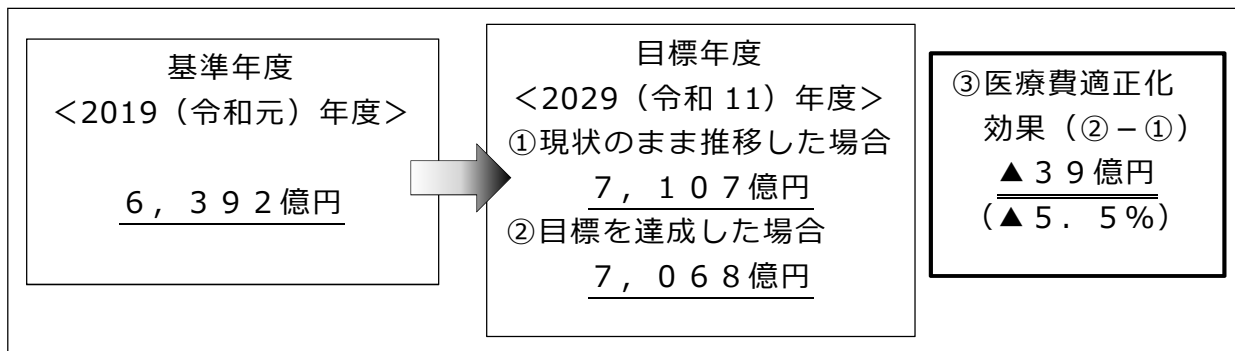 基準年度
＜2019（令和元）年度＞
６，３９２億円
目標年度
＜2029（令和 11）年度＞
①現状のまま推移した場合
７，１０７億円
②目標を達成した場合
７，０６８億円
③医療費適正化
効果（②－①）
▲３９億円
（▲５．５％）